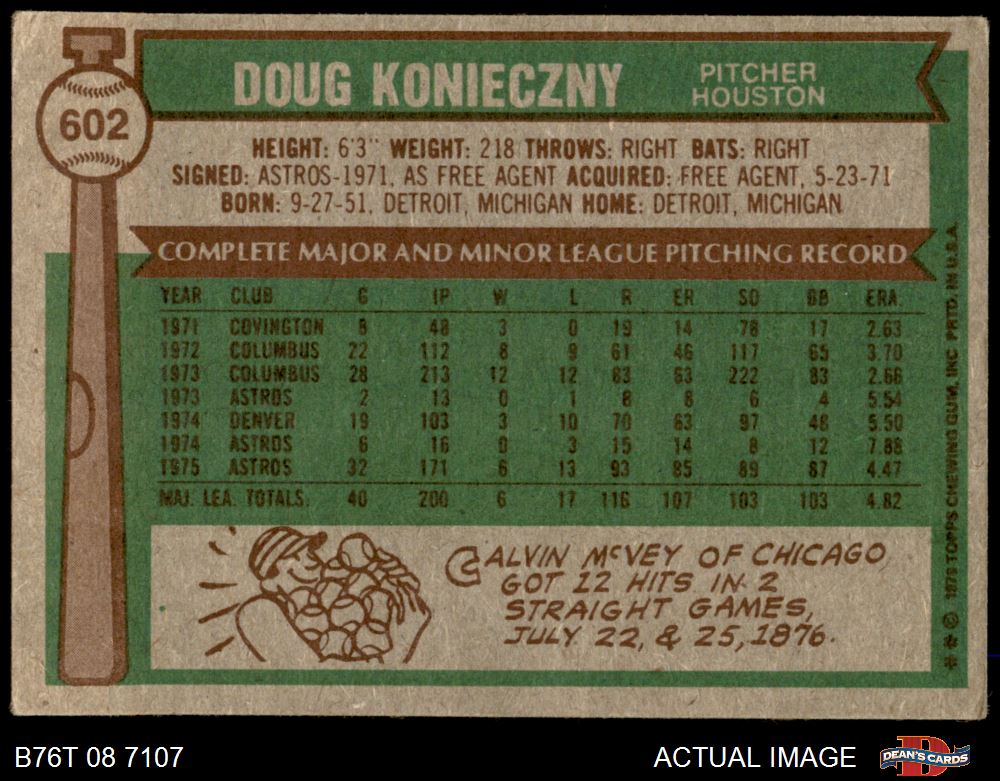 602
DOUG KONIECZNY
PITCHER
HOUSTON
HEIGHT: 6'3" WEIGHT: 218 THROWS: RIGHT BATS: RIGHT
SIGNED: ASTROS-1971, AS FREE AGENT ACQUIRED: FREE AGENT, 5-23-71
BORN: 9-27-51, DETROIT, MICHIGAN HOME: DETROIT, MICHIGAN
COMPLETE MAJOR AND MINOR LEAGUE PITCHING RECORD
YEAR CLUB G IP W L R ER SO BB ERA
1971 COVINGTON 8 48 3 0 19 14 78 17 2.63
1972 COLUMBUS 22 112 8 9 61 46 117 65 3.70
1973 COLUMBUS 28 213 12 12 83 63 222 83 2.66
1973 ASTROS 2 13 0 1 8 8 6 4 5.54
1974 DENVER 19 103 3 10 70 63 97 48 5.50
1974 ASTROS 6 16 0 3 15 14 8 12 7.88
1975 ASTROS 32 171 6 13 93 85 89 87 4.47
MAJ. LEA. TOTALS. 40 200 6 17 116 107 103 103 4.82
CALVIN McVEY OF CHICAGO
GOT 12 HITS IN 2
STRAIGHT GAMES,
JULY 22, & 25, 1876.
** © 1976 TOPPS CHEWING GUM, INC PRTD. IN U.S.A.
B76T 08 7107
ACTUAL IMAGE
DEAN'S CARDS